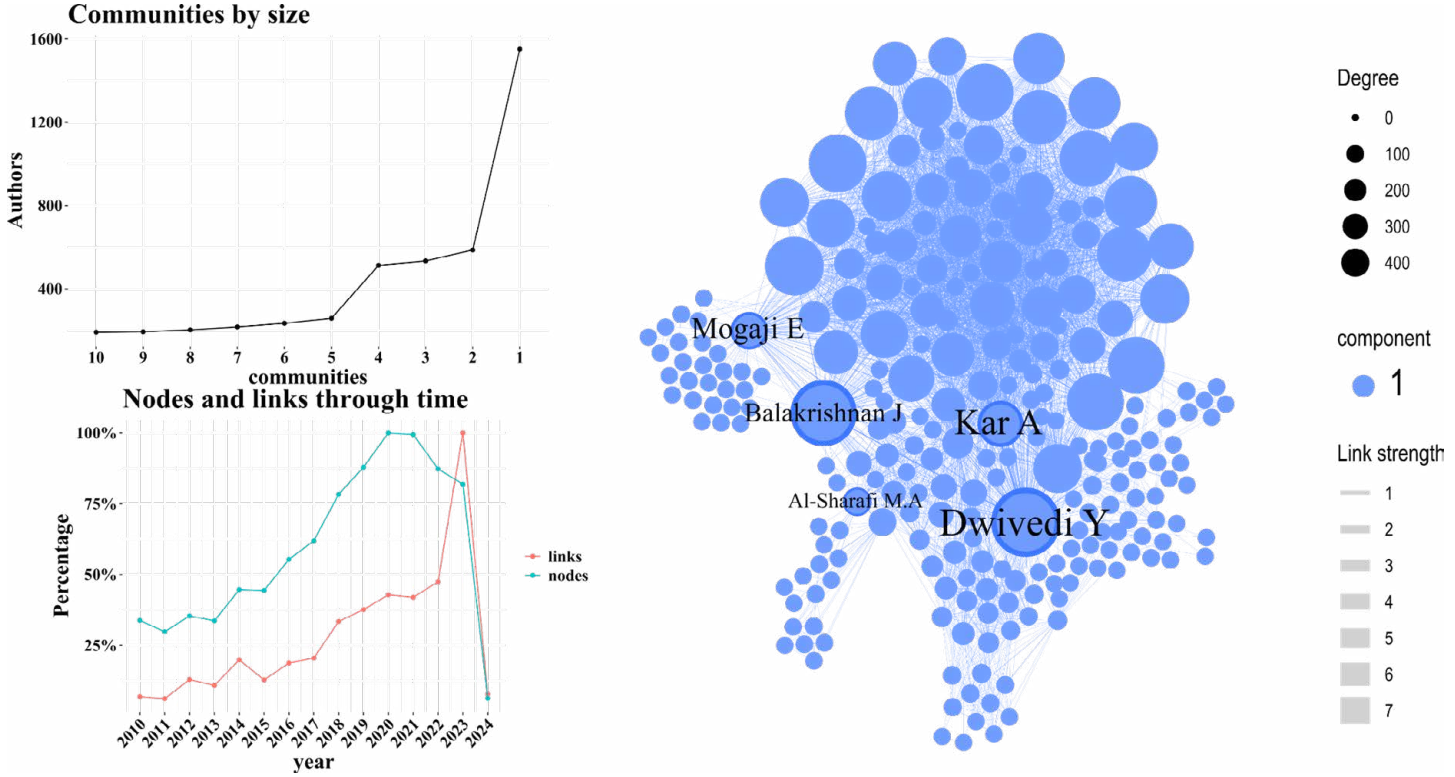 Communities by size
1600
1200
800
400
Authors
10 9 8 7 6 5 4 3 2 1
communities
Nodes and links through time
100%
75%
50%
25%
Percentage
2010 2011 2012 2013 2014 2015 2016 2017 2018 2019 2020 2021 2022 2023 2024
year
links
nodes
Mogaji E
Balakrishnan J
Kar A
Al-Sharafi M.A
Dwivedi Y
Degree
0
100
200
300
400
component
1
Link strength
1
2
3
4
5
6
7